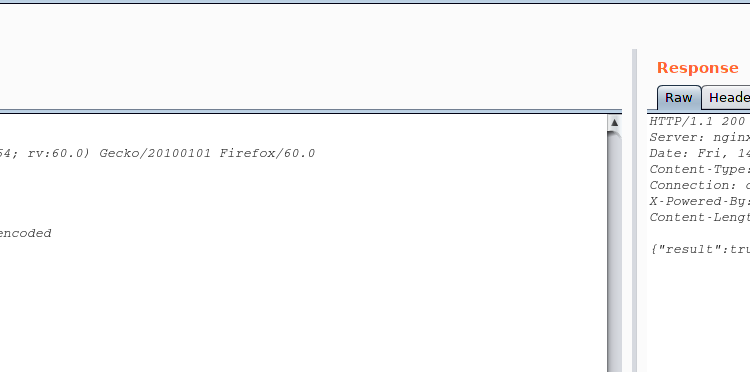 64; rv:60.0) Gecko/20100101 Firefox/60.0
encoded
Response
Raw
Heade
HTTP/1.1 200
Server: nginx
Date: Fri, 14
Content-Type:
Connection: c
X-Powered-By:
Content-Lengt
{"result":tru